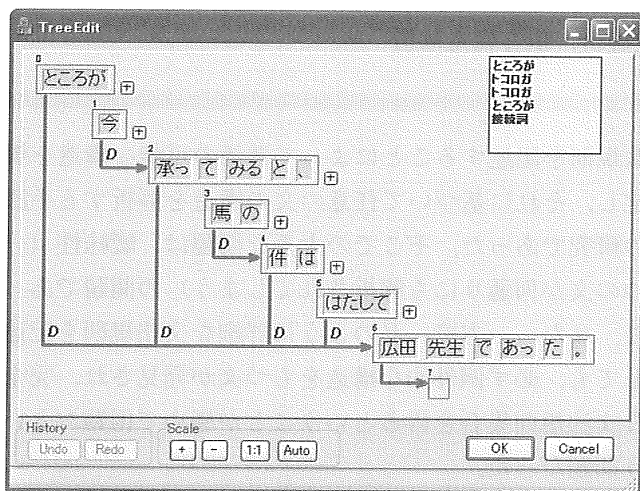 TreeEdit
0
ところが +
ところが
トコロガ
トコロガ
ところが
接続詞
1
今 +
D
2
承っ て みる と 、 +
3
馬 の +
D
4
件 は +
5
はたして +
D D D D
6
広田 先生 で あっ た 。
7
History Scale
Undo Redo + − 1:1 Auto OK Cancel